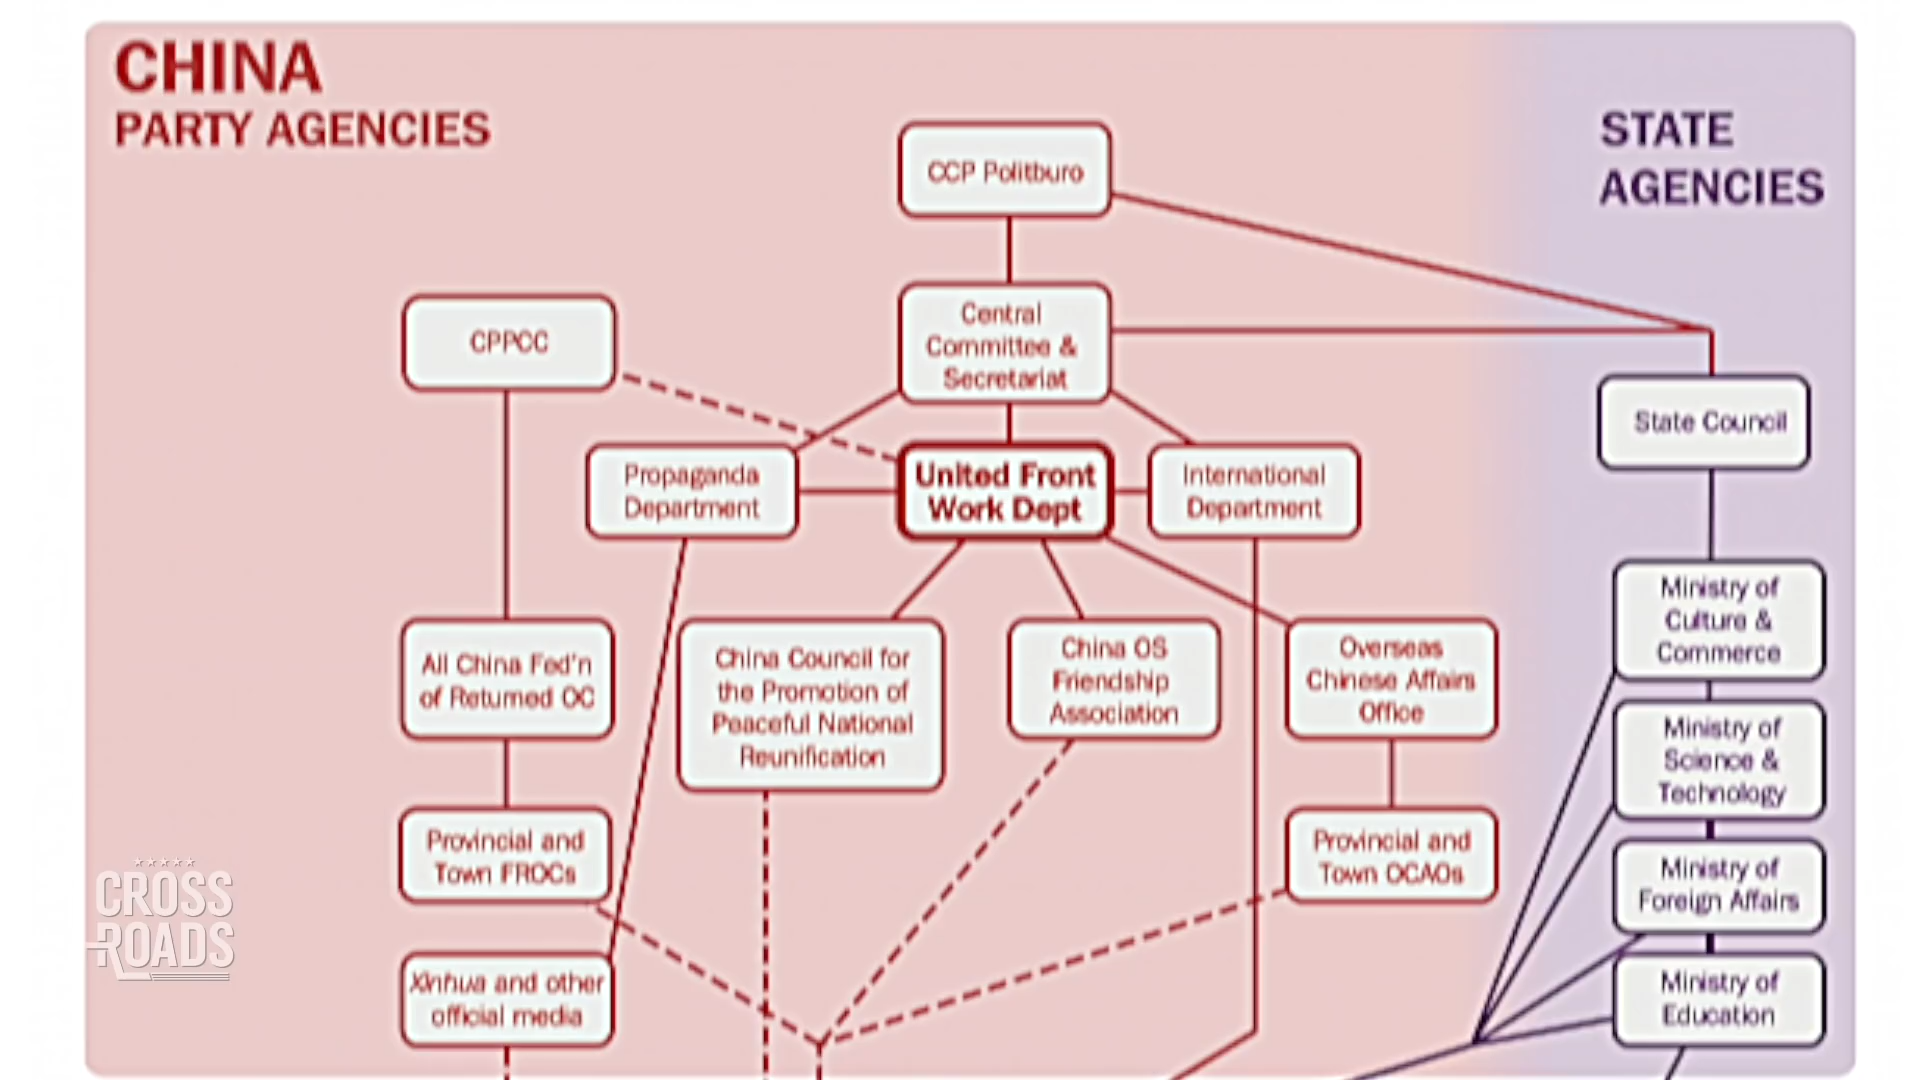 CHINA
PARTY AGENCIES
STATE
AGENCIES
CCP Politburo
CPPCC
Central
Committee &
Secretariat
State Council
Propaganda
Department
United Front
Work Dept
International
Department
Ministry of
Culture &
Commerce
All China Fed'n
of Returned OC
China Council for
the Promotion of
Peaceful National
Reunification
China OS
Friendship
Association
Overseas
Chinese Affairs
Office
Ministry of
Science &
Technology
Provincial and
Town FROCs
Provincial and
Town OCAOs
Ministry of
Foreign Affairs
Xinhua and other
official media
Ministry of
Education
CROSS
ROADS